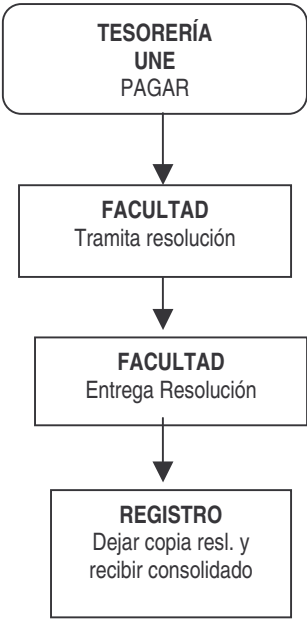 TESORERÍA
UNE
PAGAR
FACULTAD
Tramita resolución
FACULTAD
Entrega Resolución
REGISTRO
Dejar copia resl. y
recibir consolidado